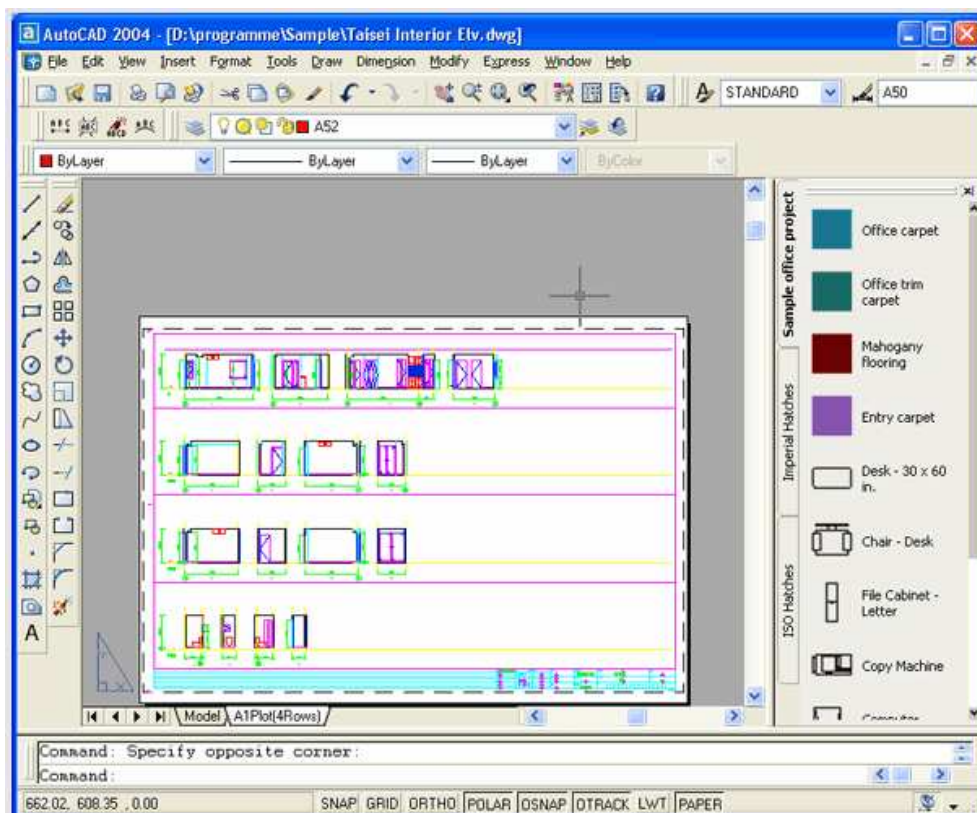 AutoCAD 2004 - [D:\programme\Sample\Taisei Interior Elv.dwg]
File Edit View Insert Format Tools Draw Dimension Modify Express Window Help
STANDARD A50
A52
ByLayer ByLayer ByLayer ByColor
Sample office project
Imperial Hatches
ISO Hatches
Office carpet
Office trim
carpet
Mahogany
flooring
Entry carpet
Desk - 30 x 60
in.
Chair - Desk
File Cabinet -
Letter
Copy Machine
Computer
A
Model A1Plot(4Rows)
Command: Specify opposite corner:
Command:
662.02, 608.35 , 0.00 SNAP GRID ORTHO POLAR OSNAP OTRACK LWT PAPER